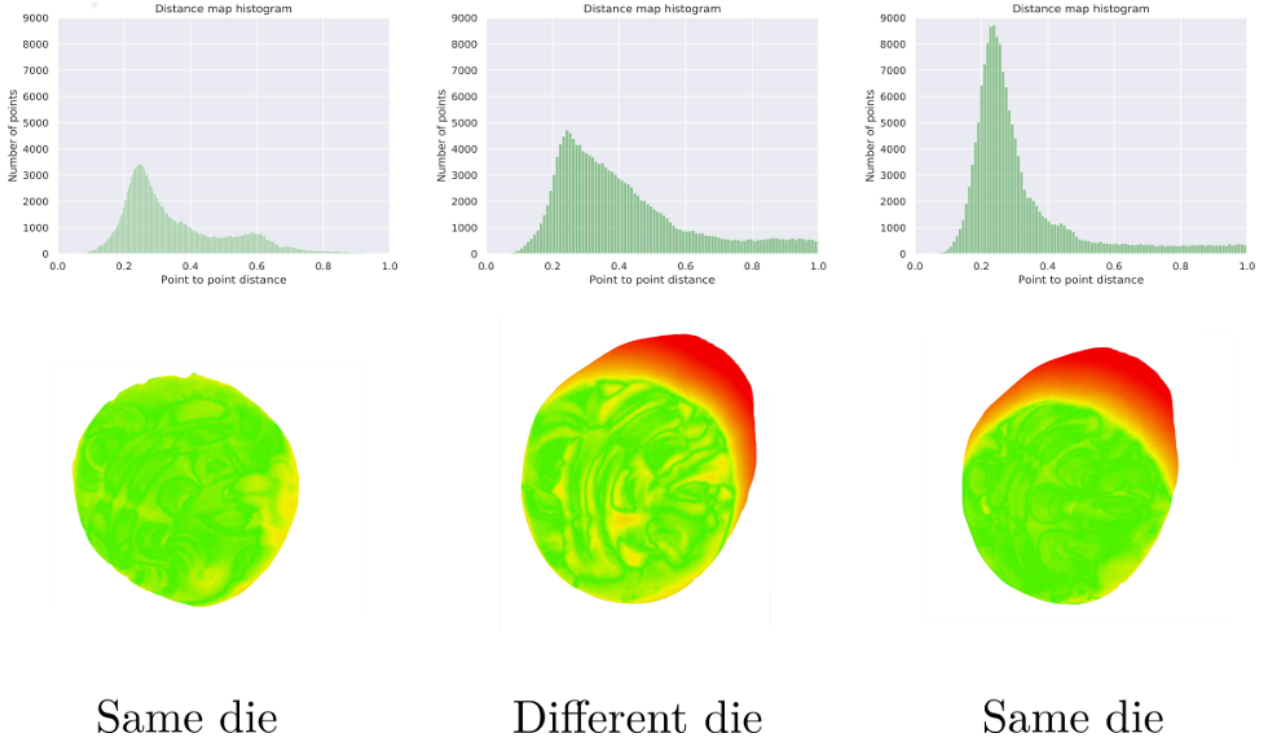 Distance map histogram
9000
8000
7000
6000
5000
4000
3000
2000
1000
0
Number of points
0.0 0.2 0.4 0.6 0.8 1.0
Point to point distance
Distance map histogram
9000
8000
7000
6000
5000
4000
3000
2000
1000
0
Number of points
0.0 0.2 0.4 0.6 0.8 1.0
Point to point distance
Distance map histogram
9000
8000
7000
6000
5000
4000
3000
2000
1000
0
Number of points
0.0 0.2 0.4 0.6 0.8 1.0
Point to point distance
Same die
Different die
Same die